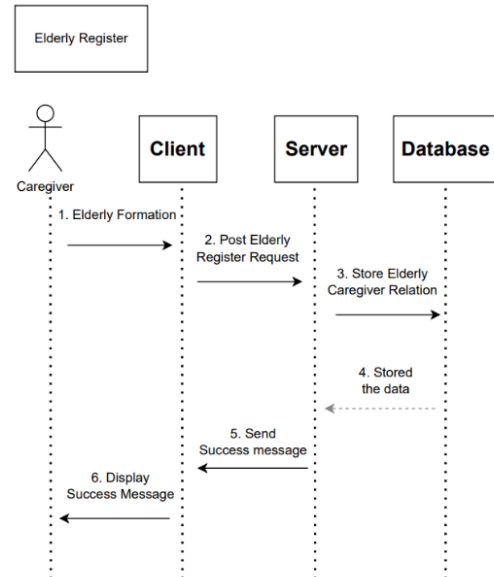 Elderly Register
Client
Server
Database
Caregiver
1. Elderly Formation
2. Post Elderly
Register Request
3. Store Elderly
Caregiver Relation
4. Stored
the data
5. Send
Success message
6. Display
Success Message